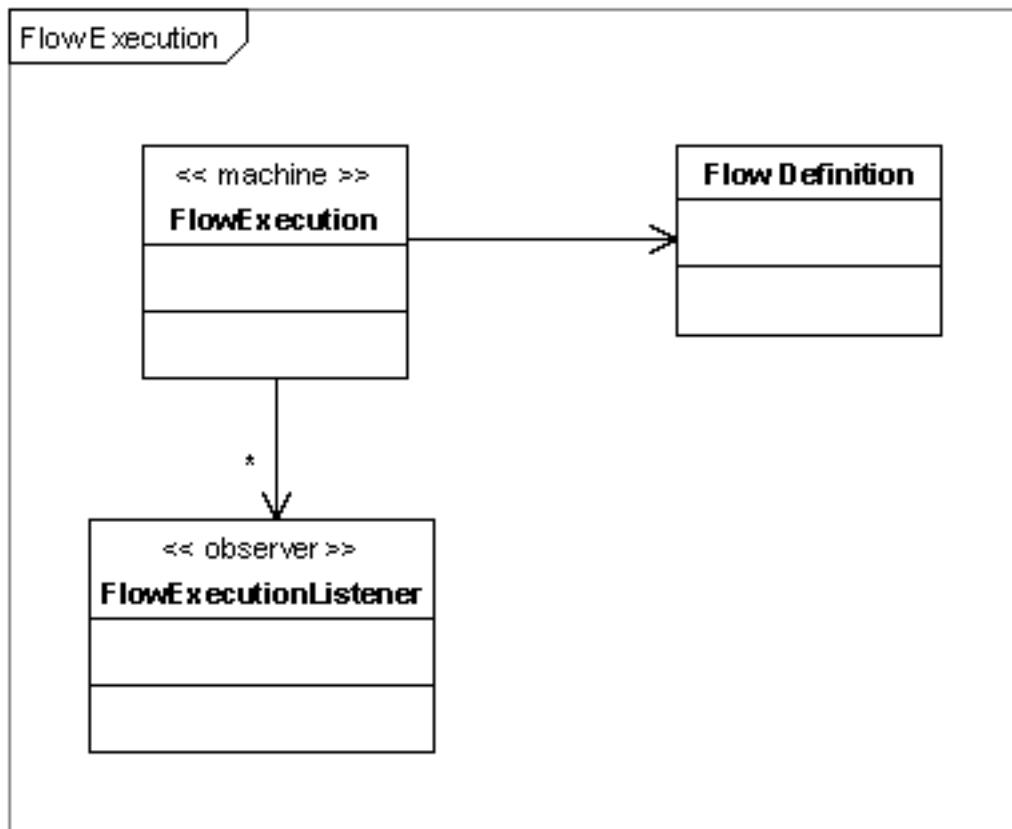 FlowExecution
<< machine >>
FlowExecution
Flow Definition
*
<< observer >>
FlowExecutionListener